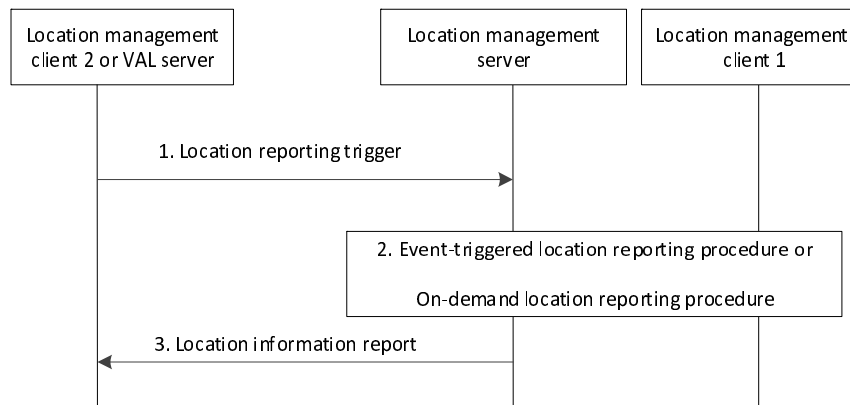 Location management
client 2 or VAL server
Location management
server
Location management
client 1
1. Location reporting trigger
2. Event-triggered location reporting procedure or
On-demand location reporting procedure
3. Location information report